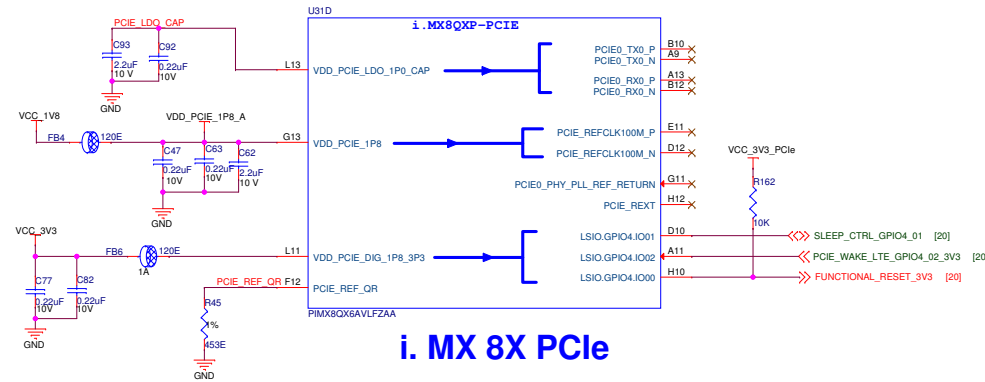 U31D
i.MX8QXP-PCIE
PCIE_LDO_CAP
C93
2.2uF
10 V
C92
0.22uF
10V
GND
L13
VDD_PCIE_LDO_1P0_CAP
PCIE0_TX0_P
B10
PCIE0_TX0_N
A9
PCIE0_RX0_P
A13
PCIE0_RX0_N
B12
VCC_1V8
FB4
120E
VDD_PCIE_1P8_A
C47
0.22uF
10V
C63
0.22uF
10V
C62
2.2uF
10 V
GND
G13
VDD_PCIE_1P8
PCIE_REFCLK100M_P
E11
PCIE_REFCLK100M_N
D12
PCIE0_PHY_PLL_REF_RETURN
G11
PCIE_REXT
H12
VCC_3V3_PCIe
R162
10K
VCC_3V3
FB6
120E
1A
C77
0.22uF
10V
C82
0.22uF
10V
GND
L11
VDD_PCIE_DIG_1P8_3P3
LSIO.GPIO4.IO01
D10
SLEEP_CTRL_GPIO4_01 [20]
LSIO.GPIO4.IO02
A11
PCIE_WAKE_LTE_GPIO4_02_3V3 [20
LSIO.GPIO4.IO00
H10
FUNCTIONAL_RESET_3V3 [20]
PCIE_REF_QR
F12
PCIE_REF_QR
R45
1%
453E
GND
PIMX8QX6AVLFZAA
i. MX 8X PCIe